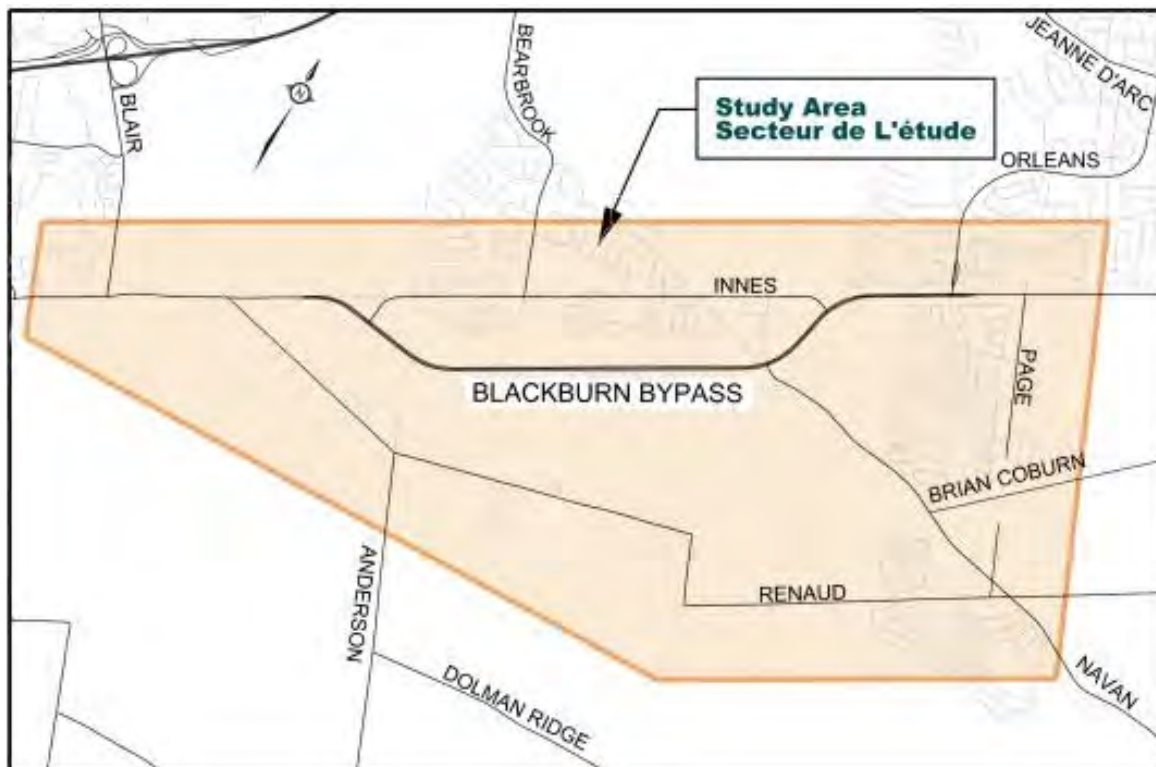 BLAIR
BEARBROOK
JEANNE D'ARC
Study Area
Secteur de L'étude
ORLEANS
INNES
PAGE
BLACKBURN BYPASS
BRIAN COBURN
ANDERSON
RENAUD
DOLMAN RIDGE
NAVAN